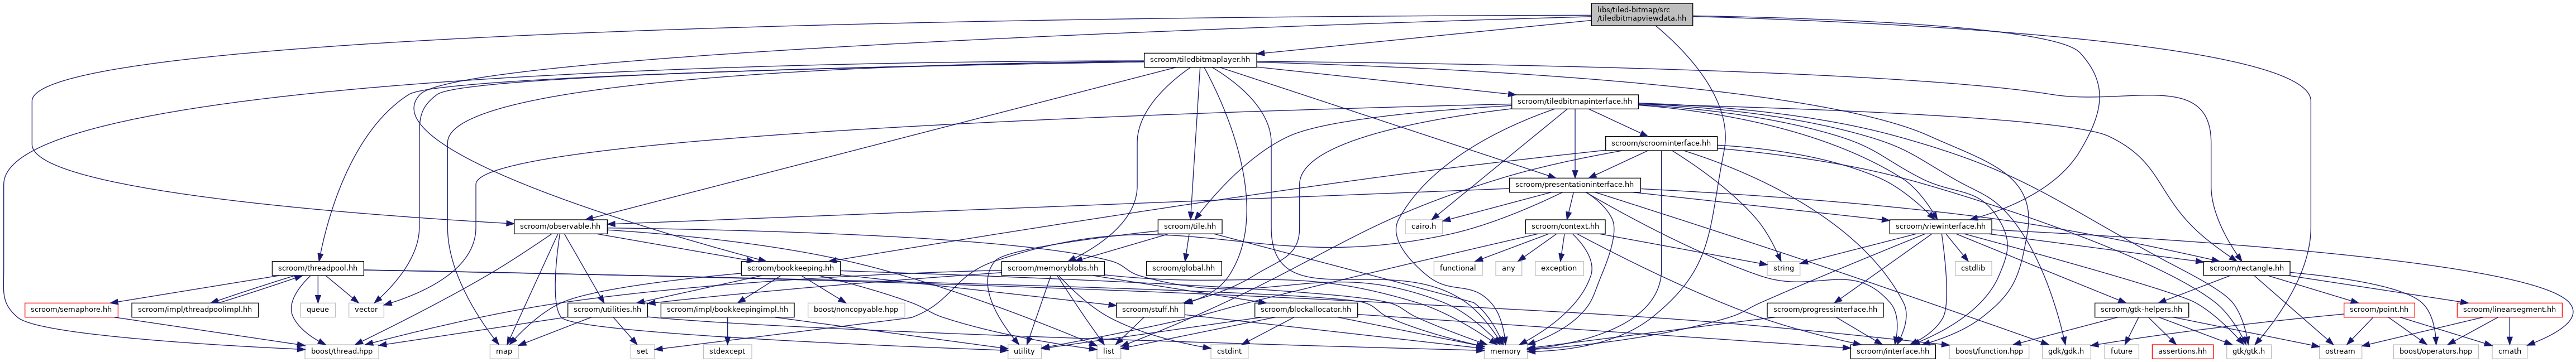 libs/tiled-bitmap/src
/tiledbitmapviewdata.hh
scroom/tiledbitmaplayer.hh
scroom/tiledbitmapinterface.hh
scroom/scroominterface.hh
scroom/presentationinterface.hh
scroom/observable.hh
scroom/tile.hh
cairo.h
scroom/context.hh
scroom/viewinterface.hh
scroom/threadpool.hh
scroom/bookkeeping.hh
scroom/memoryblobs.hh
scroom/global.hh
functional
any
exception
string
cstdlib
scroom/rectangle.hh
scroom/semaphore.hh
scroom/impl/threadpoolimpl.hh
queue
vector
scroom/utilities.hh
scroom/impl/bookkeepingimpl.hh
boost/noncopyable.hpp
scroom/stuff.hh
scroom/blockallocator.hh
scroom/progressinterface.hh
scroom/gtk-helpers.hh
scroom/point.hh
scroom/linearsegment.hh
boost/thread.hpp
map
set
stdexcept
utility
list
cstdint
memory
scroom/interface.hh
boost/function.hpp
gdk/gdk.h
future
assertions.hh
gtk/gtk.h
ostream
boost/operators.hpp
cmath